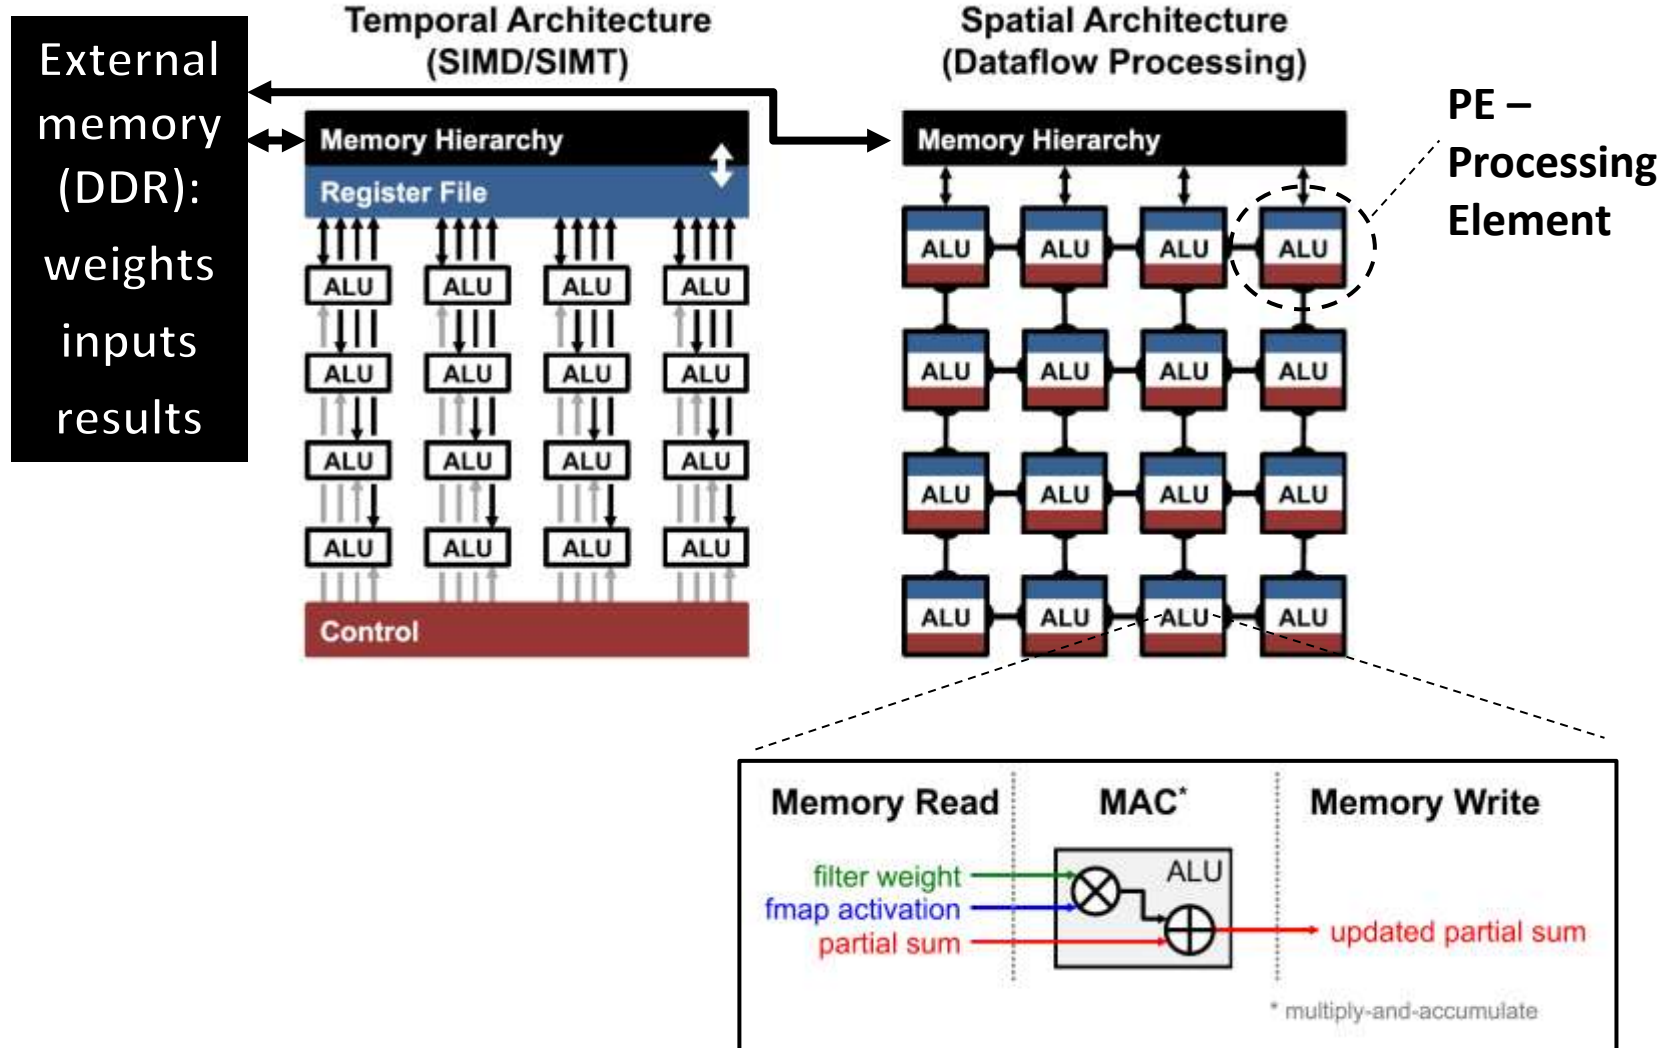 External
memory
(DDR):
weights
inputs
results
Temporal Architecture
(SIMD/SIMT)
Memory Hierarchy
Register File
ALU ALU ALU ALU
ALU ALU ALU ALU
ALU ALU ALU ALU
ALU ALU ALU ALU
Control
Spatial Architecture
(Dataflow Processing)
Memory Hierarchy
ALU ALU ALU ALU
ALU ALU ALU ALU
ALU ALU ALU ALU
ALU ALU ALU ALU
PE –
Processing
Element
Memory Read
MAC*
Memory Write
filter weight
fmap activation
partial sum
ALU
updated partial sum
* multiply-and-accumulate